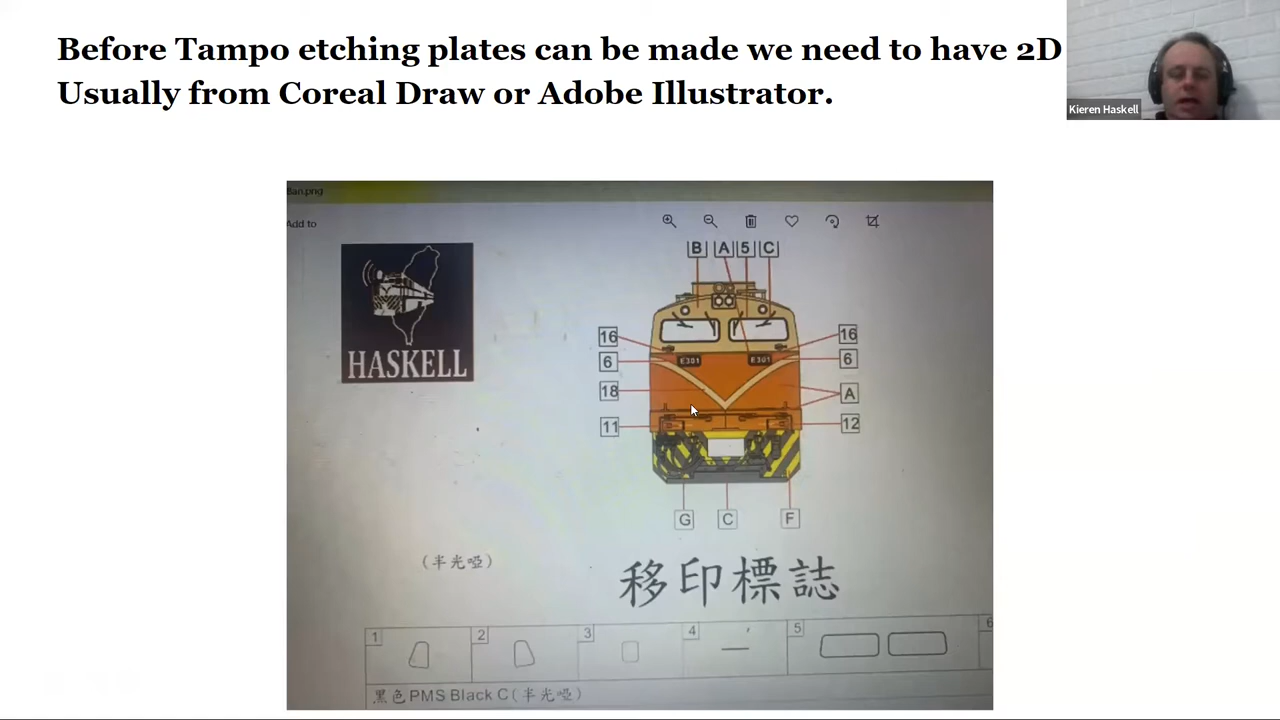 Before Tampo etching plates can be made we need to have 2D
Usually from Coreal Draw or Adobe Illustrator.
Kieren Haskell
Ban.png
Add to
B A 5 C
HASKELL
16 16
E301 E301
6 6
18 A
11 12
G C F
(半光啞)
移印標誌
1 2 3 4 5 6
黑色PMS Black C(半光啞)